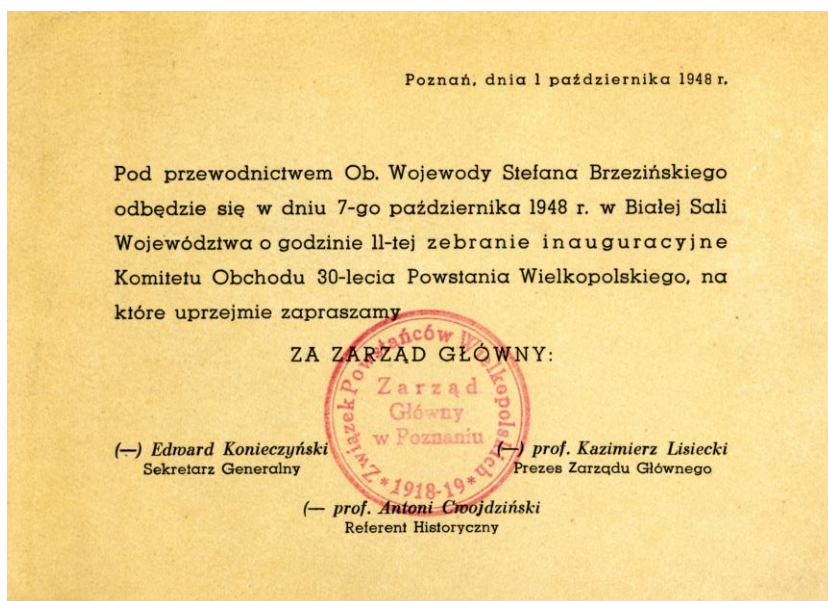 Poznań, dnia 1 października 1948 r.
Pod przewodnictwem Ob. Wojewody Stefana Brzezińskiego
odbędzie się w dniu 7-go października 1948 r. w Białej Sali
Województwa o godzinie 11-tej zebranie inauguracyjne
Komitetu Obchodu 30-lecia Powstania Wielkopolskiego, na
które uprzejmie zapraszamy
ZA ZARZĄD GŁÓWNY:
Związek Powstańców Wielkopolskich
Zarząd
Główny
w Poznaniu
*1918-19*
(—) Edward Konieczyński
Sekretarz Generalny
(—) prof. Kazimierz Lisiecki
Prezes Zarządu Głównego
(— prof. Antoni Cwojdziński
Referent Historyczny